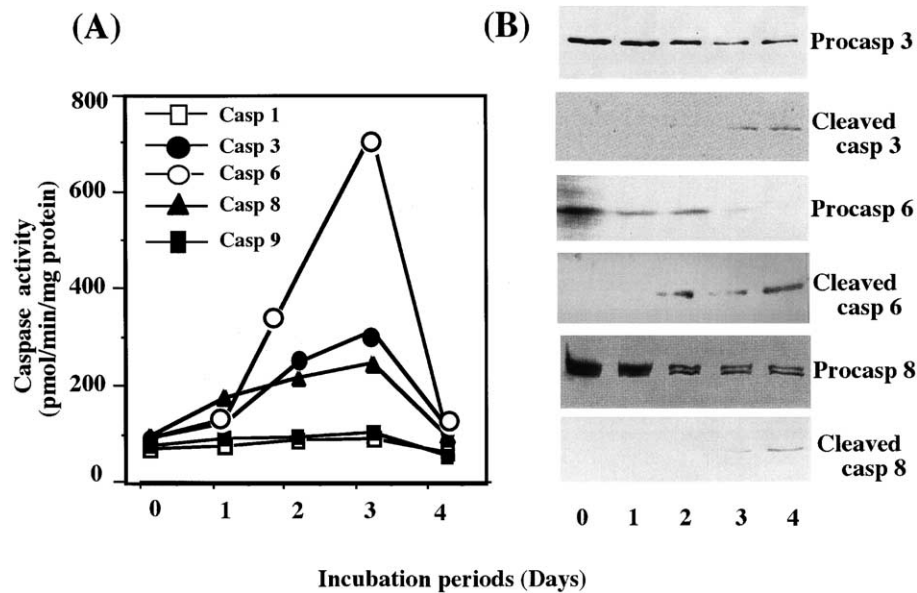 (A)
800
600
400
200
0
Caspase activity
(pmol/min/mg protein)
Casp 1
Casp 3
Casp 6
Casp 8
Casp 9
0 1 2 3 4
(B)
Procasp 3
Cleaved
casp 3
Procasp 6
Cleaved
casp 6
Procasp 8
Cleaved
casp 8
0 1 2 3 4
Incubation periods (Days)